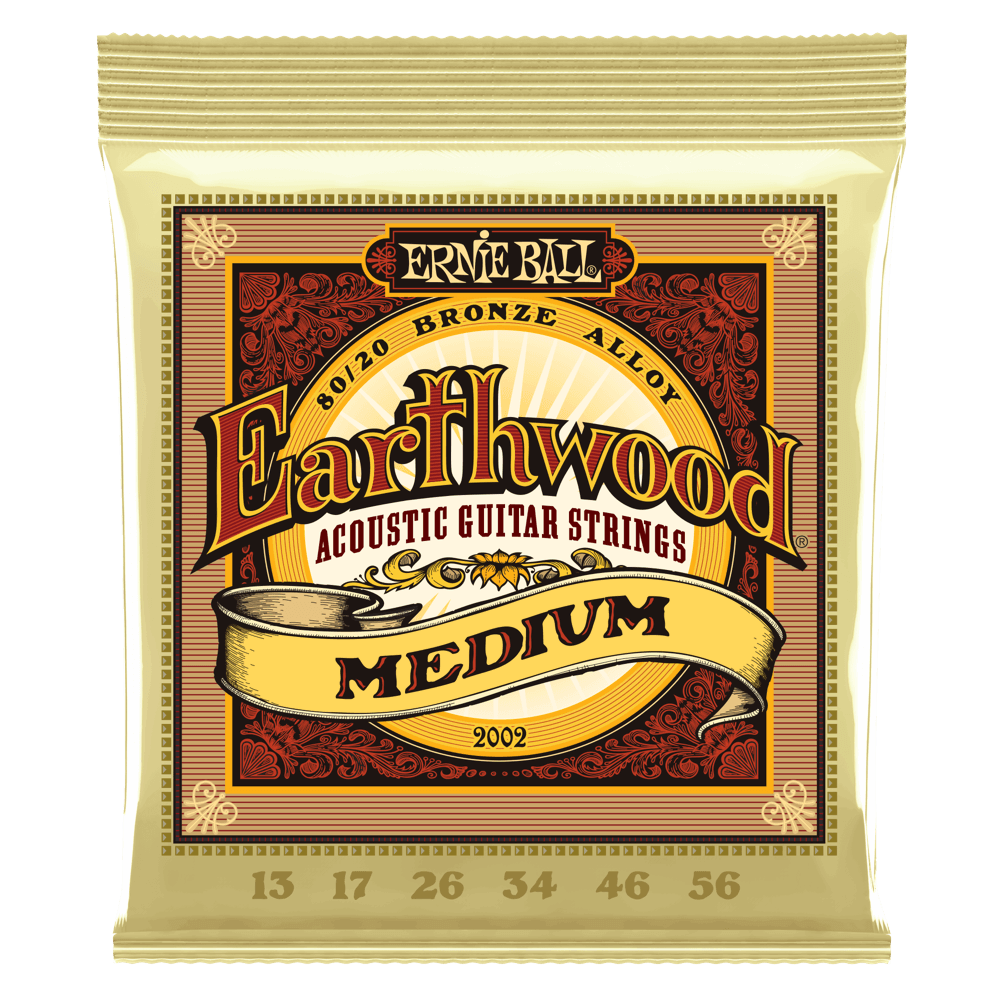 ERNIE BALL®
80/20 BRONZE ALLOY
Earthwood®
ACOUSTIC GUITAR STRINGS
MEDIUM
2002
13 17 26 34 46 56